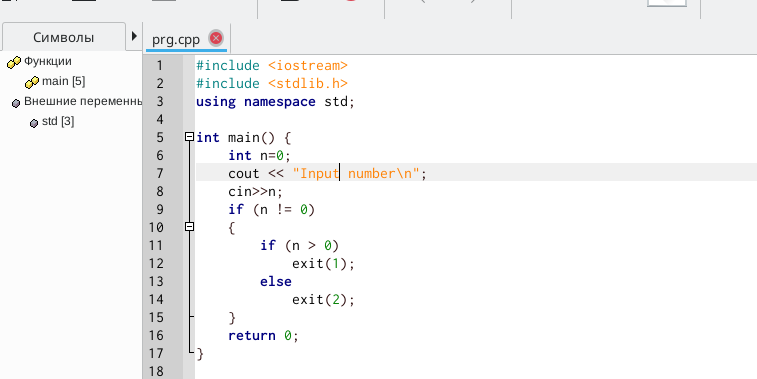 Символы
prg.cpp
Функции
main [5]
Внешние переменны
std [3]
1 #include <iostream>
2 #include <stdlib.h>
3 using namespace std;
4
5 int main() {
6     int n=0;
7     cout << "Input number\n";
8     cin>>n;
9     if (n != 0)
10     {
11         if (n > 0)
12             exit(1);
13         else
14             exit(2);
15     }
16     return 0;
17 }
18